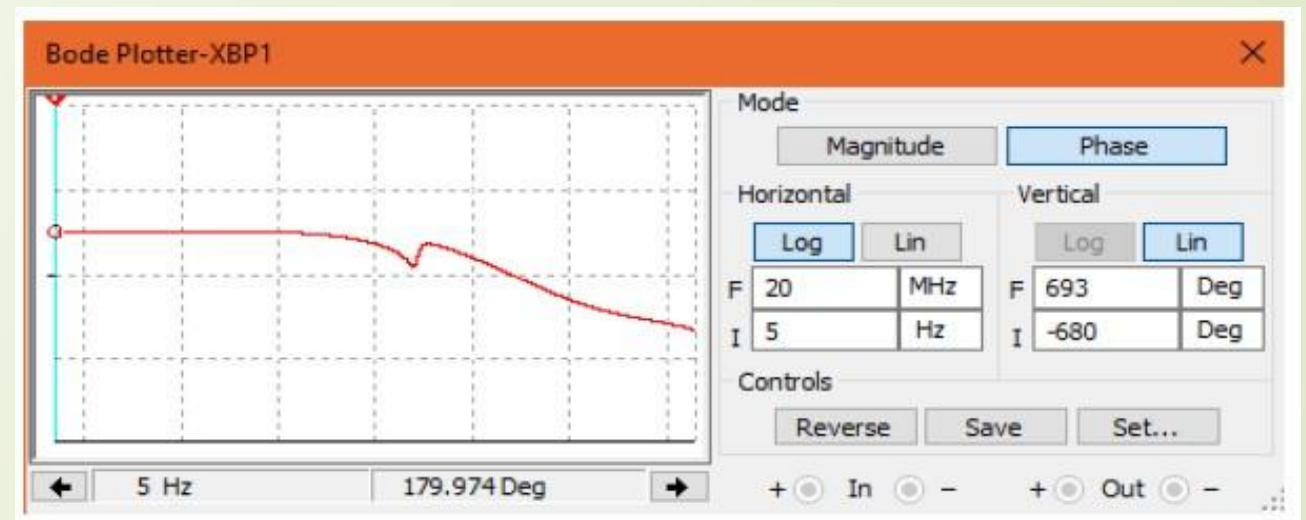 Bode Plotter-XBP1
Mode
Magnitude Phase
Horizontal Vertical
Log Lin Log Lin
F 20 MHz F 693 Deg
I 5 Hz I -680 Deg
Controls
Reverse Save Set...
5 Hz 179.974 Deg + In - + Out -